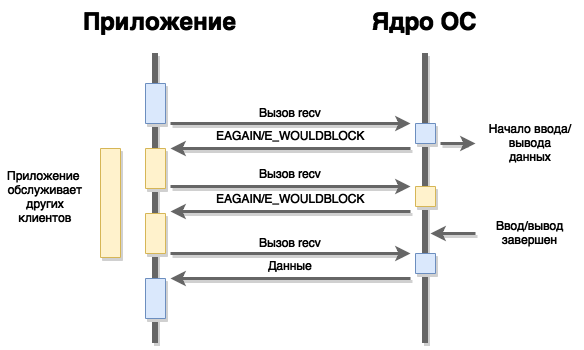 Приложение
Ядро ОС
Вызов recv
EAGAIN/E_WOULDBLOCK
Начало ввода/
вывода
данных
Приложение
обслуживает
других
клиентов
Вызов recv
EAGAIN/E_WOULDBLOCK
Ввод/вывод
завершен
Вызов recv
Данные